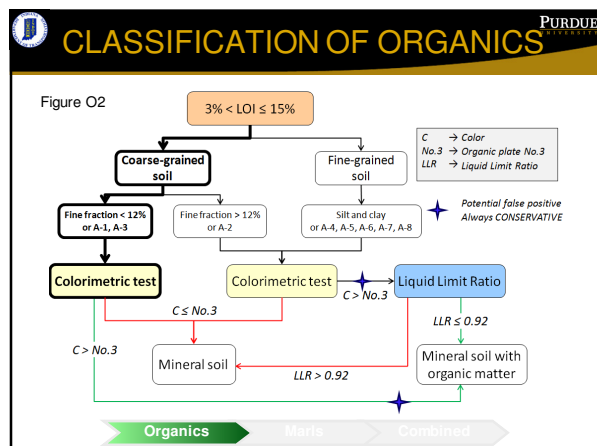 PURDUE
UNIVERSITY
CLASSIFICATION OF ORGANICS
Figure O2
3% < LOI ≤ 15%
C → Color
No.3 → Organic plate No.3
LLR → Liquid Limit Ratio
Coarse-grained
soil
Fine-grained
soil
Fine fraction < 12%
or A-1, A-3
Fine fraction > 12%
or A-2
Silt and clay
or A-4, A-5, A-6, A-7, A-8
Potential false positive
Always CONSERVATIVE
Colorimetric test
Colorimetric test
C > No.3
Liquid Limit Ratio
C ≤ No.3
LLR ≤ 0.92
C > No.3
Mineral soil
LLR > 0.92
Mineral soil with
organic matter
Organics
Marls
Combined